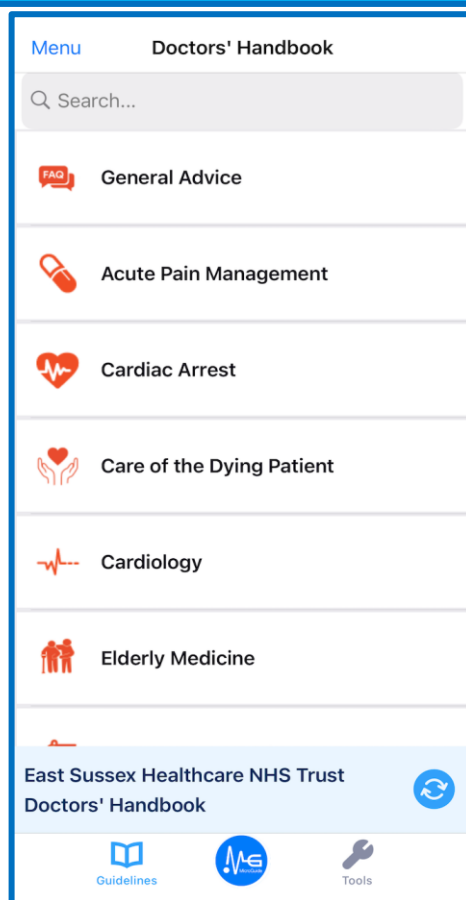 Menu Doctors' Handbook
Search...
FAQ General Advice
Acute Pain Management
Cardiac Arrest
Care of the Dying Patient
Cardiology
Elderly Medicine
East Sussex Healthcare NHS Trust
Doctors' Handbook
MicroGuide
Guidelines Tools